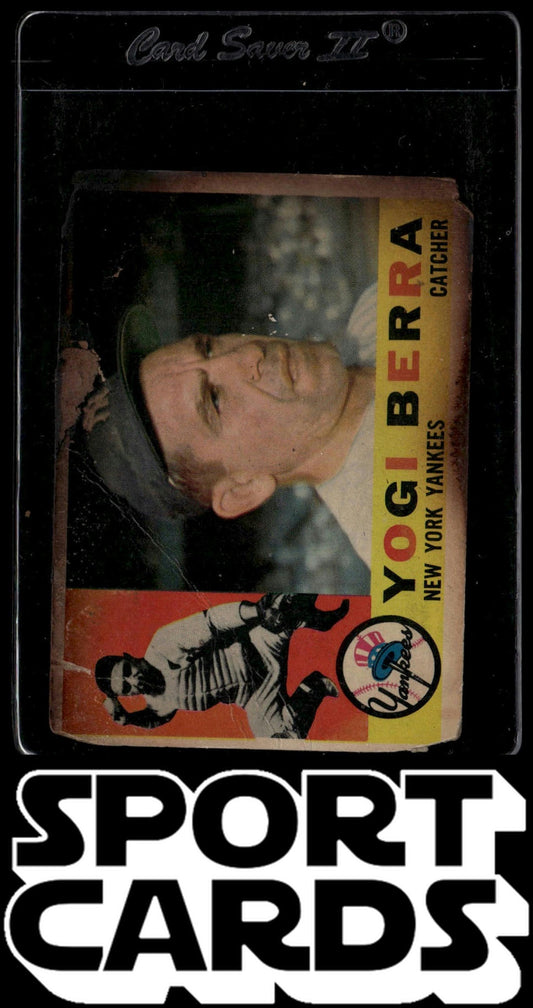 Card Saver II®
YOGI BERRA
NEW YORK YANKEES CATCHER
Yankees
SPORT
CARDS